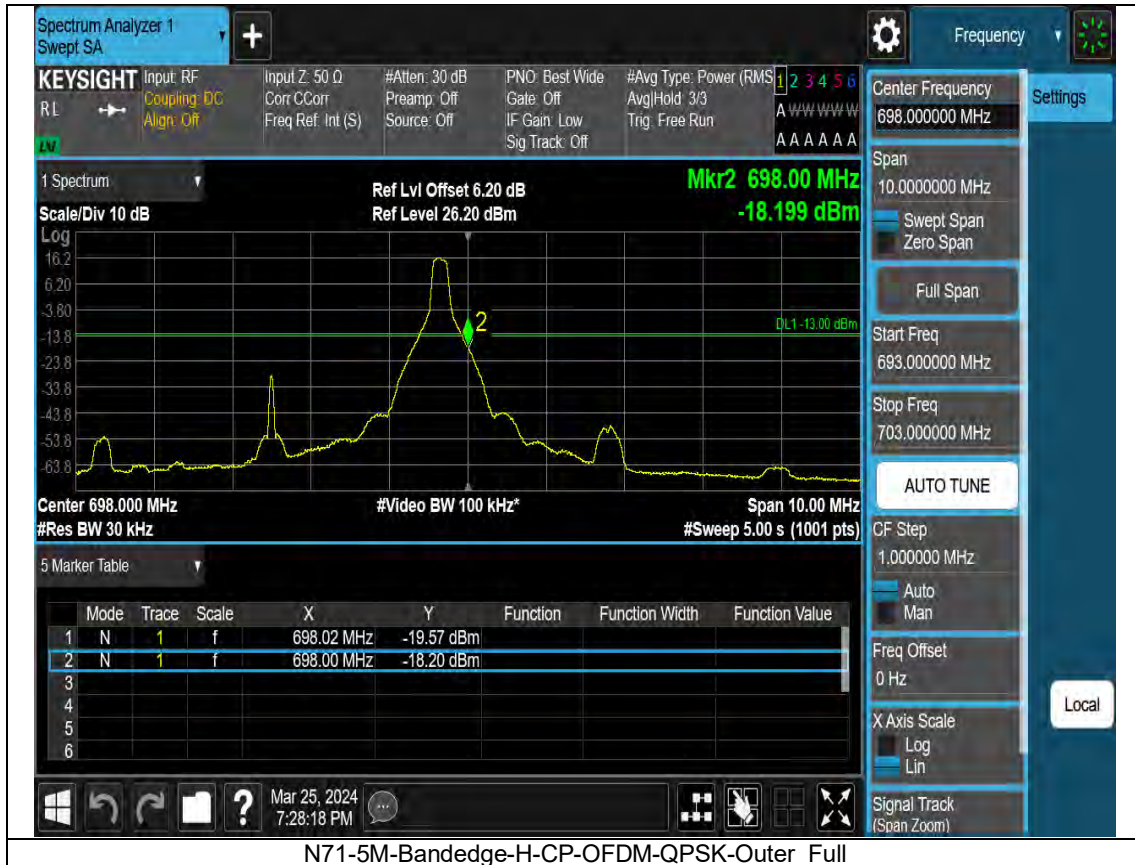 Spectrum Analyzer 1
Swept SA
+
Frequency
KEYSIGHT
RL
Input: RF
Coupling: DC
Align: Off
Input Z: 50 Ω
Corr CCorr
Freq Ref: Int (S)
#Atten: 30 dB
Preamp: Off
Source: Off
PNO: Best Wide
Gate: Off
IF Gain: Low
Sig Track: Off
#Avg Type: Power (RMS
Avg|Hold: 3/3
Trig: Free Run
1 2 3 4 5 6
A W W W W W
A A A A A A
1 Spectrum
Scale/Div 10 dB
Ref Lvl Offset 6.20 dB
Ref Level 26.20 dBm
Mkr2 698.00 MHz
-18.199 dBm
Log
16.2
6.20
-3.80
-13.8
-23.8
-33.8
-43.8
-53.8
-63.8
2
DL1 -13.00 dBm
Center 698.000 MHz
#Video BW 100 kHz*
Span 10.00 MHz
#Res BW 30 kHz
#Sweep 5.00 s (1001 pts)
5 Marker Table
Mode Trace Scale X Y Function Function Width Function Value
1 N 1 f 698.02 MHz -19.57 dBm
2 N 1 f 698.00 MHz -18.20 dBm
3
4
5
6
Mar 25, 2024
7:28:18 PM
Center Frequency
698.000000 MHz
Settings
Span
10.0000000 MHz
Swept Span
Zero Span
Full Span
Start Freq
693.000000 MHz
Stop Freq
703.000000 MHz
AUTO TUNE
CF Step
1.000000 MHz
Auto
Man
Freq Offset
0 Hz
Local
X Axis Scale
Log
Lin
Signal Track
(Span Zoom)
N71-5M-Bandedge-H-CP-OFDM-QPSK-Outer_Full